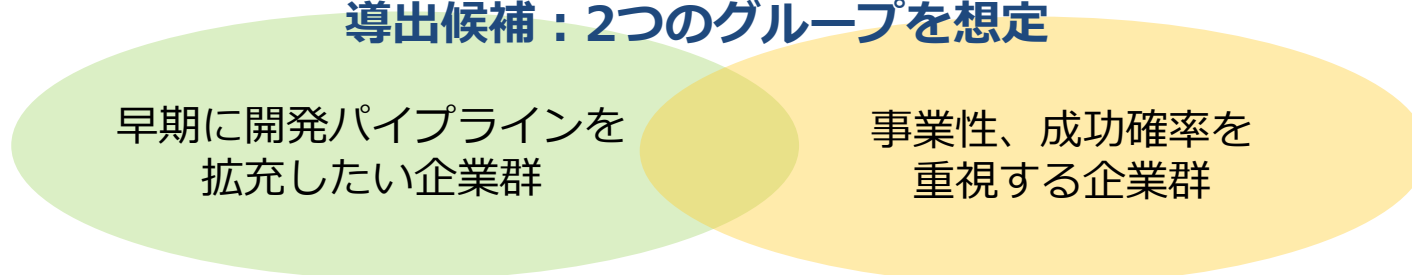 導出候補：2つのグループを想定
早期に開発パイプラインを
拡充したい企業群
事業性、成功確率を
重視する企業群